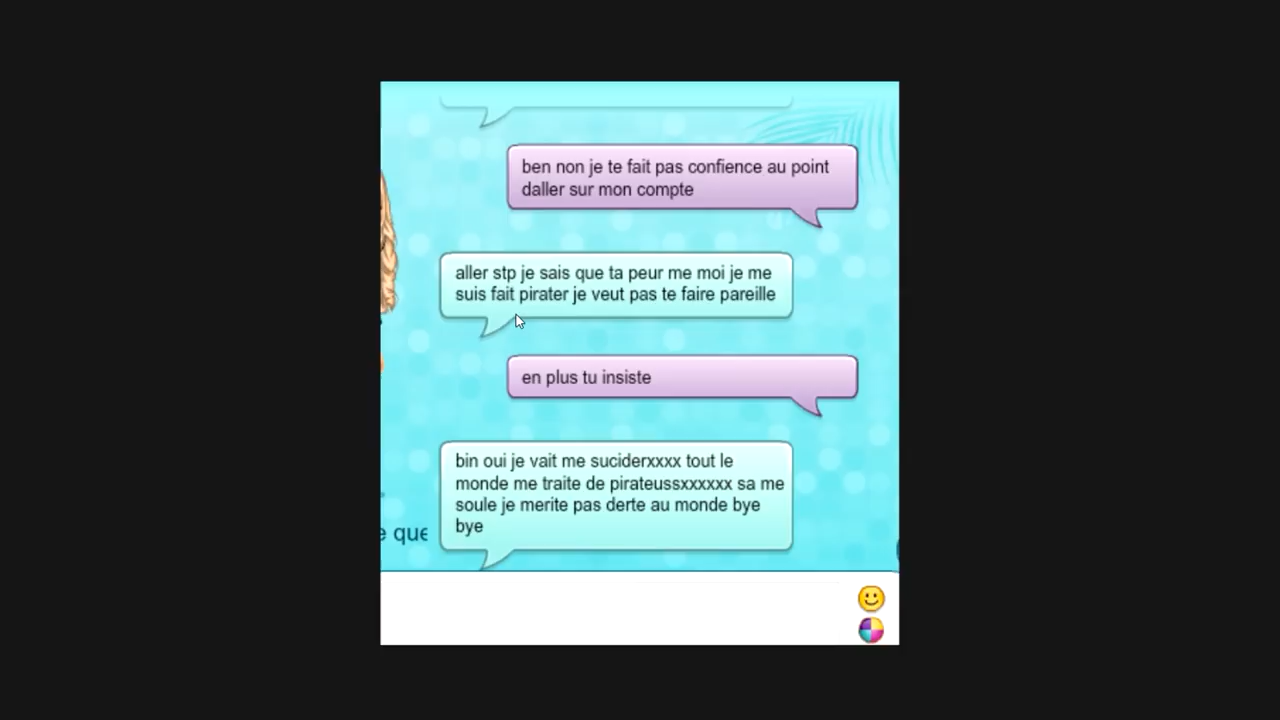 ben non je te fait pas confience au point
daller sur mon compte
aller stp je sais que ta peur me moi je me
suis fait pirater je veut pas te faire pareille
en plus tu insiste
bin oui je vait me suciderxxxx tout le
monde me traite de pirateussxxxxxx sa me
soule je merite pas derte au monde bye
bye
e que